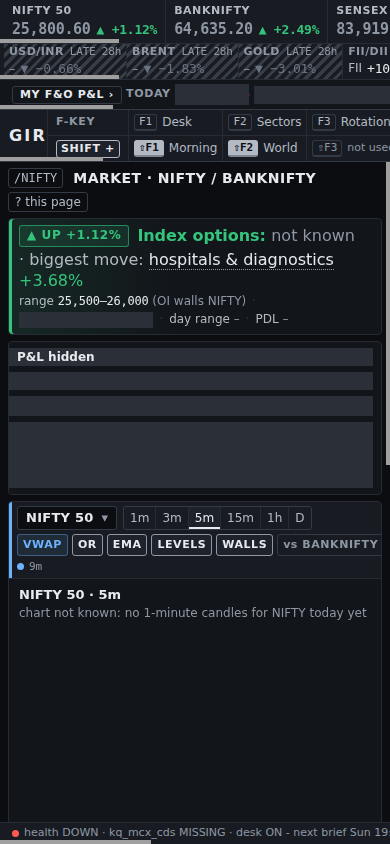 NIFTY 50 BANKNIFTY SENSEX
25,800.60 ▲ +1.12% 64,635.20 ▲ +2.49% 83,919
USD/INR LATE 28h BRENT LATE 28h GOLD LATE 28h FII/DII
– ▼ −0.66% – ▼ −1.83% – ▼ −3.01% FII +10
MY F&O P&L › TODAY
GIR F-KEY F1 Desk F2 Sectors F3 Rotation
SHIFT + ⇧F1 Morning ⇧F2 World ⇧F3 not used
/NIFTY MARKET · NIFTY / BANKNIFTY
? this page
▲ UP +1.12% Index options: not known
· biggest move: hospitals & diagnostics
+3.68%
range 25,500–26,000 (OI walls NIFTY) ·
· day range – · PDL –
P&L hidden
NIFTY 50 ▾ 1m 3m 5m 15m 1h D
VWAP OR EMA LEVELS WALLS vs BANKNIFTY
9m
NIFTY 50 · 5m
chart not known: no 1-minute candles for NIFTY today yet
health DOWN · kq_mcx_cds MISSING · desk ON - next brief Sun 19: